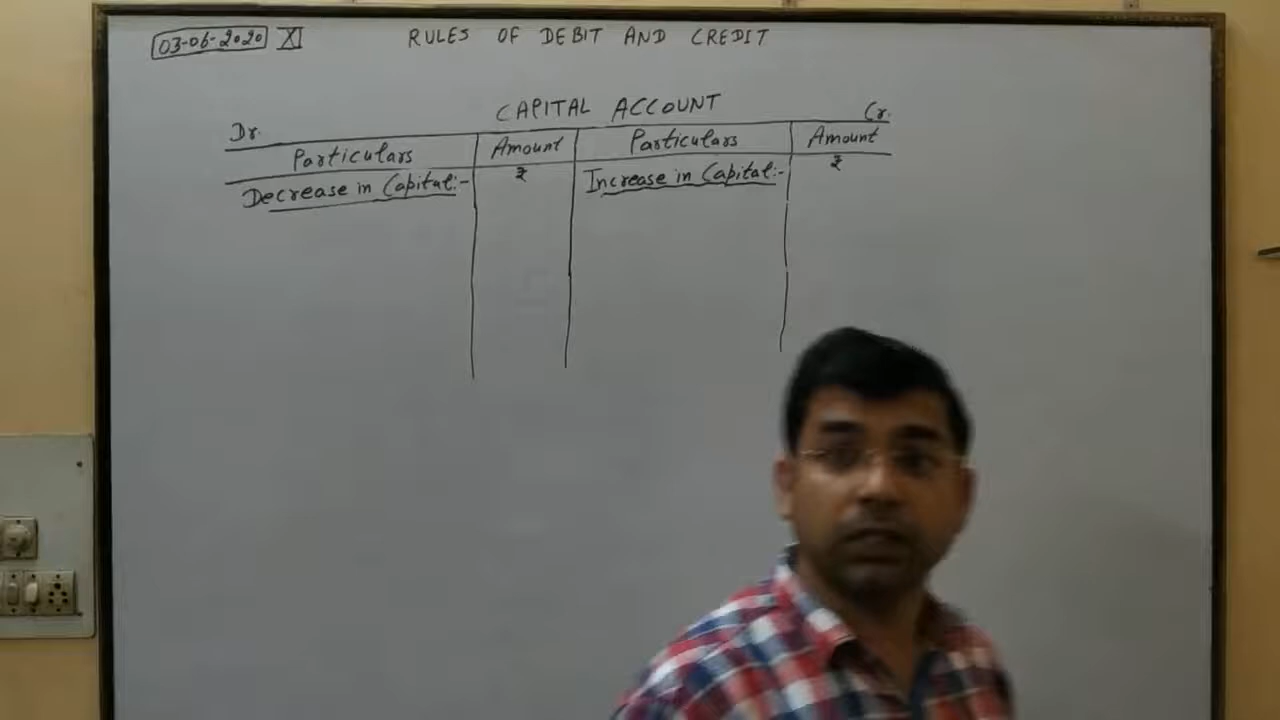 03-06-2020 XI RULES OF DEBIT AND CREDIT
CAPITAL ACCOUNT
Dr. Cr.
Particulars Amount Particulars Amount
Decrease in Capital:- ₹ Increase in Capital:- ₹